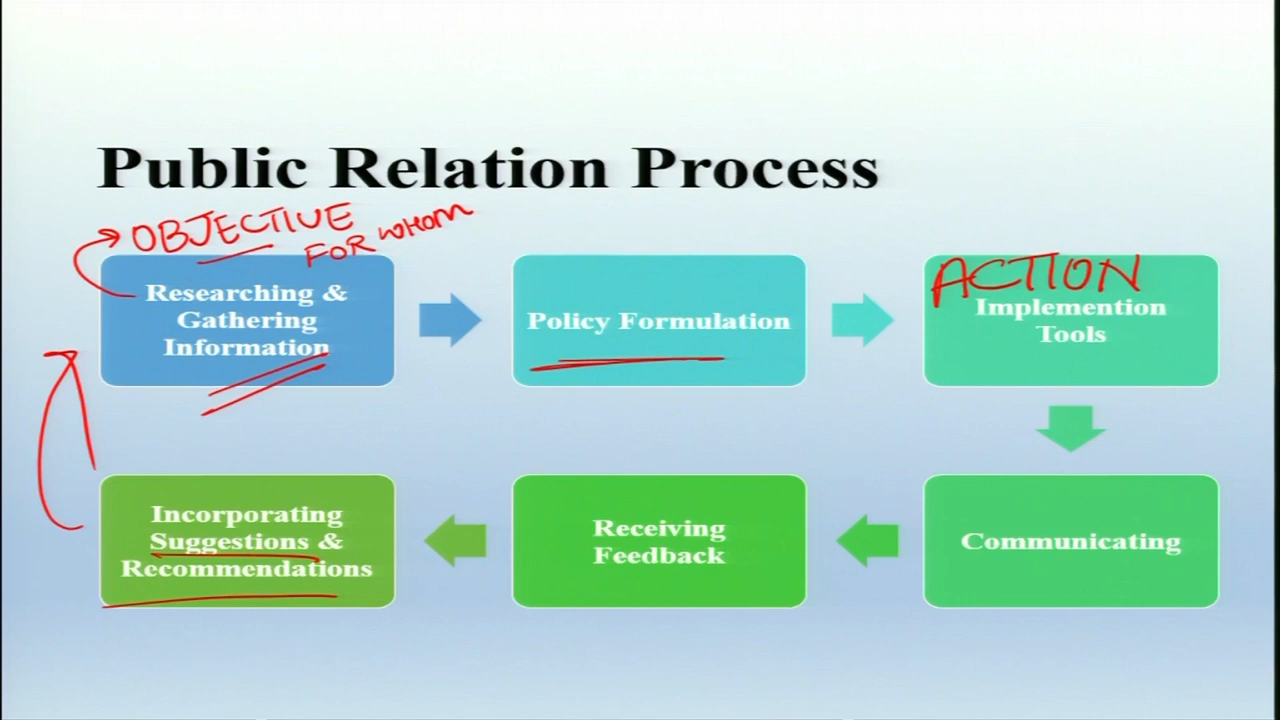 Public Relation Process
OBJECTIVE
FOR WHOM
Researching &
Gathering
Information
Policy Formulation
ACTION
Implemention
Tools
Incorporating
Suggestions &
Recommendations
Receiving
Feedback
Communicating